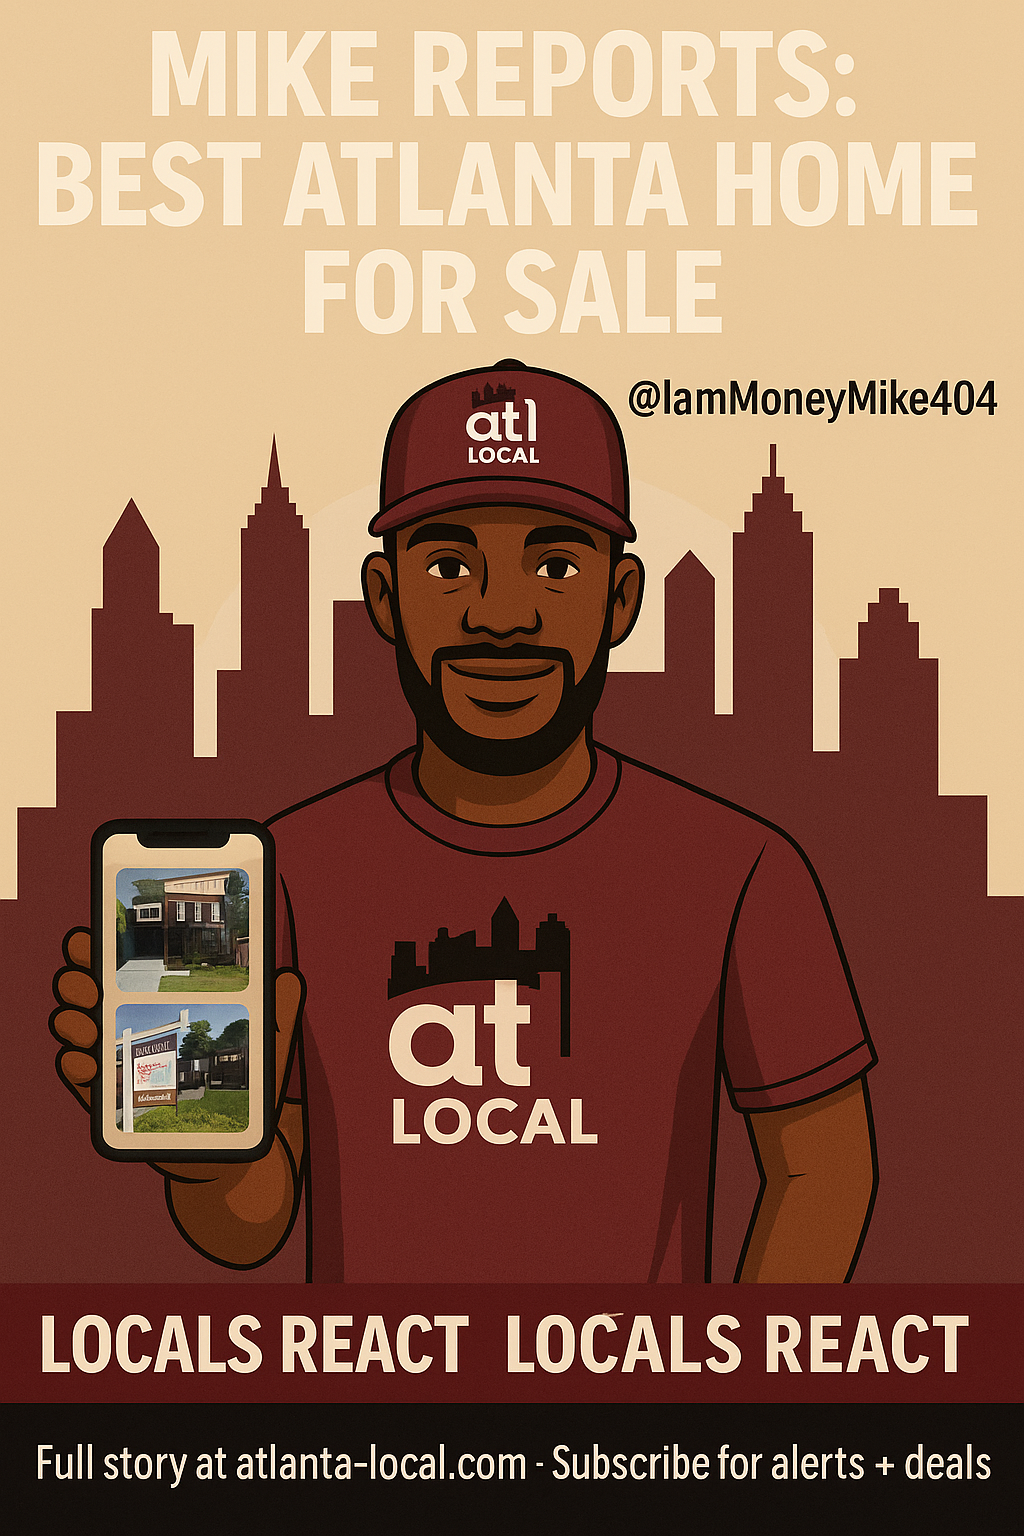 MIKE REPORTS:
BEST ATLANTA HOME
FOR SALE
@IamMoneyMike404
atl
LOCAL
at
LOCAL
LOCALS REACT LOCALS REACT
Full story at atlanta-local.com - Subscribe for alerts + deals